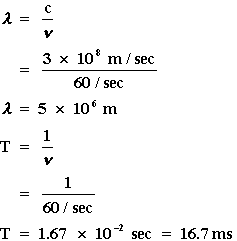 λ = c / ν
= 3 × 10⁸ m / sec / 60 / sec
λ = 5 × 10⁶ m
T = 1 / ν
= 1 / 60 / sec
T = 1.67 × 10⁻² sec = 16.7 ms